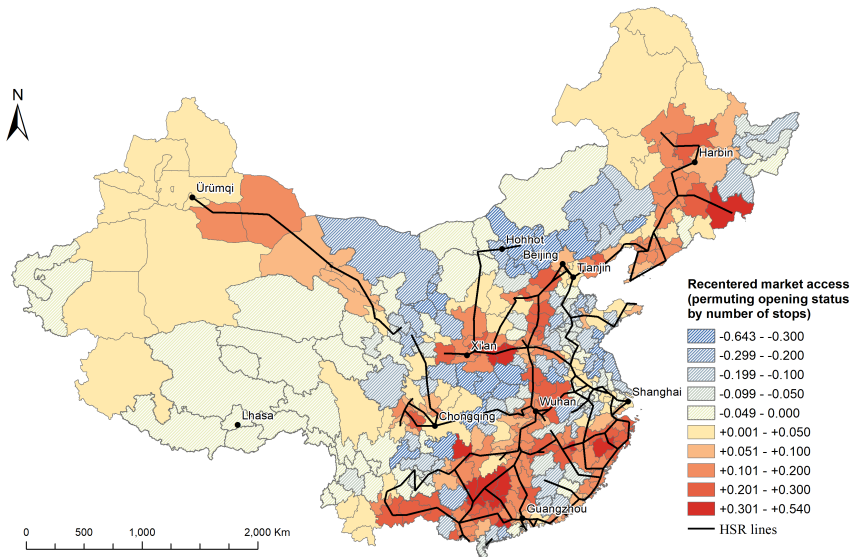 N
Harbin
Ürümqi
Hohhot
Beijing
Tianjin
Xi'an
Shanghai
Wuhan
Chongqing
Lhasa
Guangzhou
Recentered market access
(permuting opening status
by number of stops)
-0.643 - -0.300
-0.299 - -0.200
-0.199 - -0.100
-0.099 - -0.050
-0.049 - 0.000
+0.001 - +0.050
+0.051 - +0.100
+0.101 - +0.200
+0.201 - +0.300
+0.301 - +0.540
HSR lines
0 500 1,000 2,000 Km